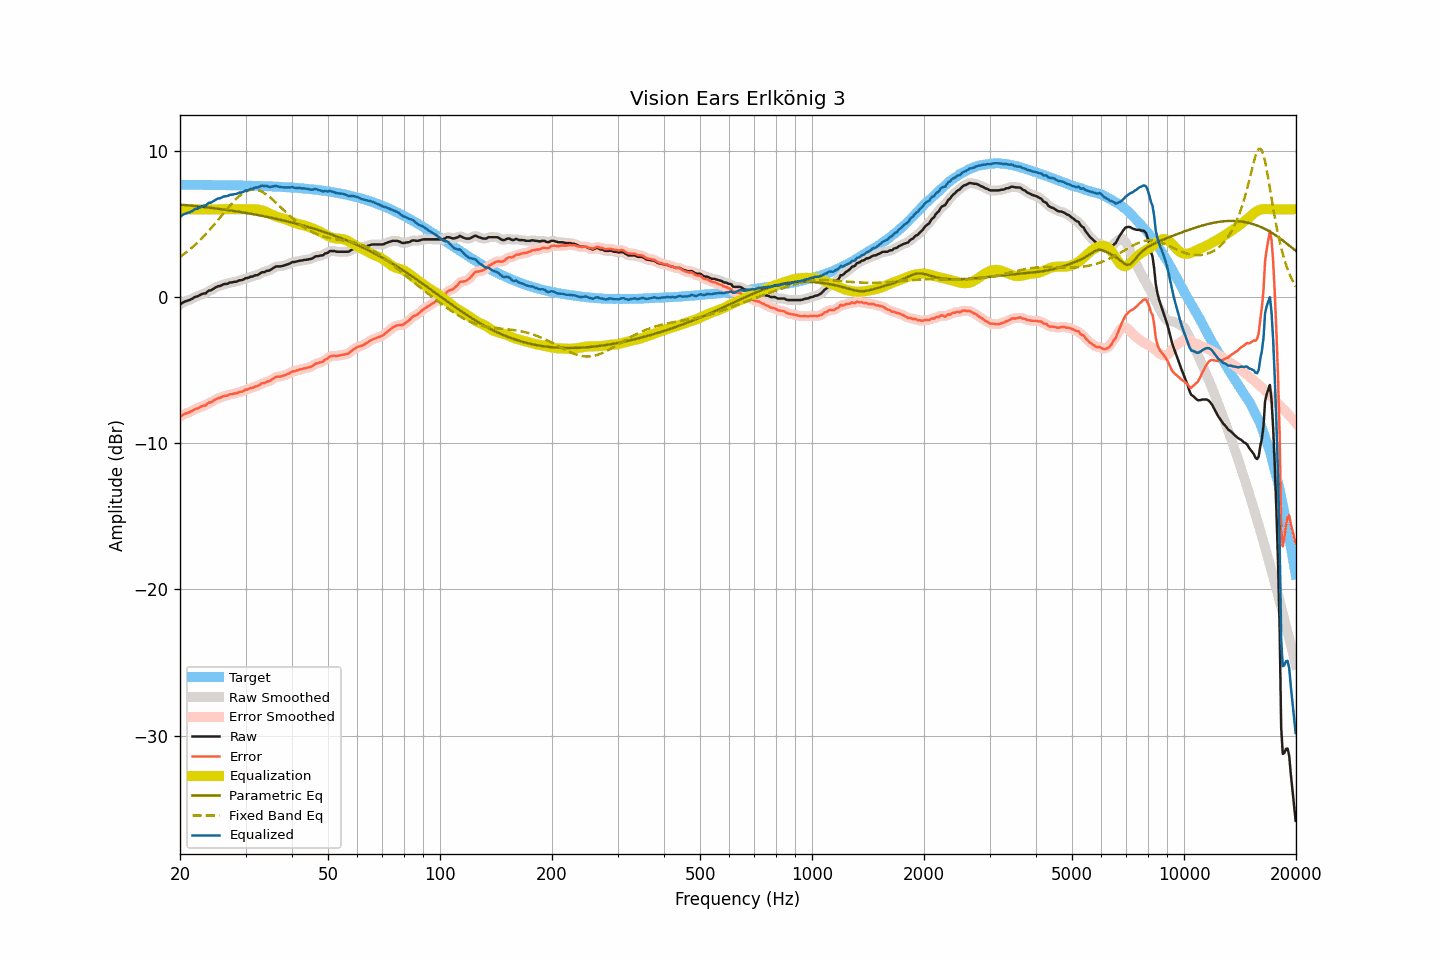 Vision Ears Erlkönig 3
Amplitude (dBr)
10
0
−10
−20
−30
Target
Raw Smoothed
Error Smoothed
Raw
Error
Equalization
Parametric Eq
Fixed Band Eq
Equalized
20 50 100 200 500 1000 2000 5000 10000 20000
Frequency (Hz)